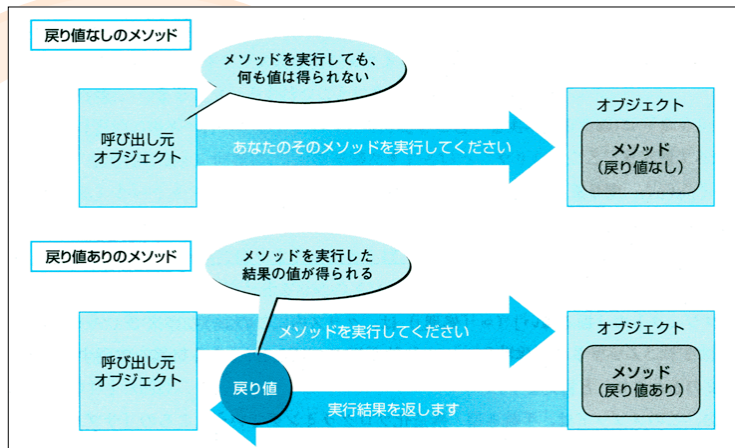 戻り値なしのメソッド
メソッドを実行しても、
何も値は得られない
呼び出し元
オブジェクト
あなたのそのメソッドを実行してください
オブジェクト
メソッド
（戻り値なし）
戻り値ありのメソッド
メソッドを実行した
結果の値が得られる
呼び出し元
オブジェクト
メソッドを実行してください
戻り値
実行結果を返します
オブジェクト
メソッド
（戻り値あり）